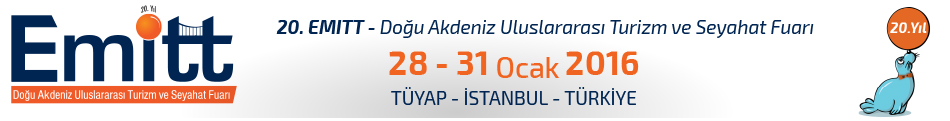 20. Yıl
Emitt
Doğu Akdeniz Uluslararası Turizm ve Seyahat Fuarı
20. EMITT - Doğu Akdeniz Uluslararası Turizm ve Seyahat Fuarı
28 - 31 Ocak 2016
TÜYAP - İSTANBUL - TÜRKİYE
20.Yıl